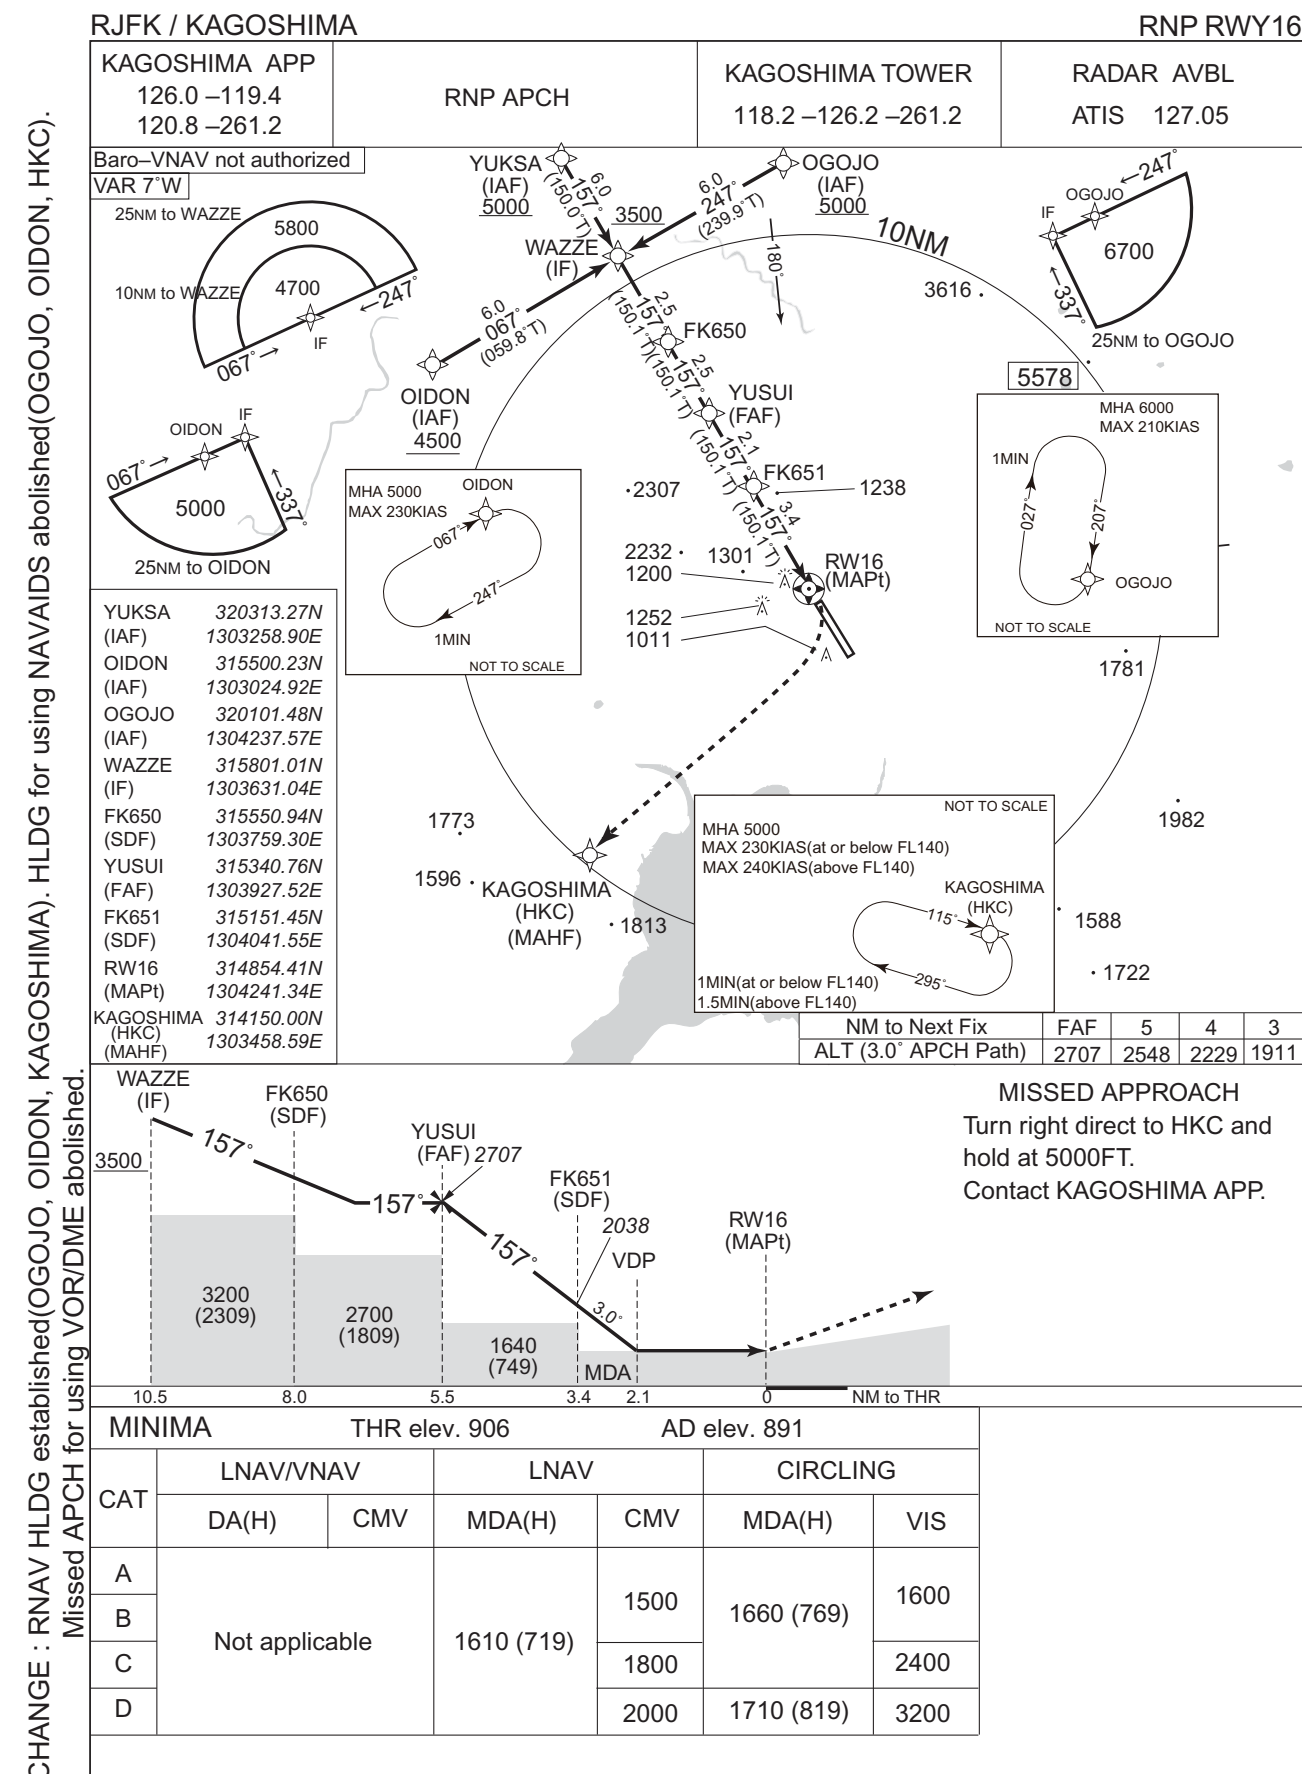 RJFK / KAGOSHIMA
RNP RWY16
KAGOSHIMA APP
126.0 –119.4
120.8 –261.2
RNP APCH
KAGOSHIMA TOWER
118.2 –126.2 –261.2
RADAR AVBL
ATIS 127.05
Baro–VNAV not authorized
VAR 7˚W
25NM to WAZZE
5800
10NM to WAZZE
4700
←247˚
067˚→
IF
OIDON
IF
067˚→
5000
←337˚
25NM to OIDON
YUKSA
(IAF)
5000
6.0
157˚
(150.0˚T)
OGOJO
(IAF)
5000
6.0
247˚
(239.9˚T)
3500
WAZZE
(IF)
180˚
10NM
6.0
067˚
(059.8˚T)
OIDON
(IAF)
4500
2.5
157˚
(150.1˚T)
FK650
2.5
157˚
(150.1˚T)
YUSUI
(FAF)
2.1
157˚
(150.1˚T)
FK651
3.4
157˚
(150.1˚T)
RW16
(MAPt)
3616
←247˚
OGOJO
IF
6700
←337˚
25NM to OGOJO
5578
MHA 6000
MAX 210KIAS
1MIN
027˚
207˚
OGOJO
NOT TO SCALE
MHA 5000
MAX 230KIAS
OIDON
067˚
247˚
1MIN
NOT TO SCALE
2307
1238
2232
1301
1200
1252
1011
1781
1982
1773
1596
1813
1588
1722
KAGOSHIMA
(HKC)
(MAHF)
NOT TO SCALE
MHA 5000
MAX 230KIAS(at or below FL140)
MAX 240KIAS(above FL140)
KAGOSHIMA
(HKC)
115˚
295˚
1MIN(at or below FL140)
1.5MIN(above FL140)
YUKSA 320313.27N
(IAF) 1303258.90E
OIDON 315500.23N
(IAF) 1303024.92E
OGOJO 320101.48N
(IAF) 1304237.57E
WAZZE 315801.01N
(IF) 1303631.04E
FK650 315550.94N
(SDF) 1303759.30E
YUSUI 315340.76N
(FAF) 1303927.52E
FK651 315151.45N
(SDF) 1304041.55E
RW16 314854.41N
(MAPt) 1304241.34E
KAGOSHIMA 314150.00N
(HKC) 1303458.59E
(MAHF)
NM to Next Fix FAF 5 4 3
ALT (3.0˚ APCH Path) 2707 2548 2229 1911
WAZZE
(IF)
157˚
3500
FK650
(SDF)
YUSUI
(FAF) 2707
157˚
FK651
(SDF)
2038
157˚
3.0˚
VDP
RW16
(MAPt)
3200
(2309)
2700
(1809)
1640
(749)
MDA
10.5 8.0 5.5 3.4 2.1 0 NM to THR
MISSED APPROACH
Turn right direct to HKC and
hold at 5000FT.
Contact KAGOSHIMA APP.
MINIMA THR elev. 906 AD elev. 891
CAT LNAV/VNAV LNAV CIRCLING
DA(H) CMV MDA(H) CMV MDA(H) VIS
A
B
C
D
Not applicable
1610 (719)
1500
1800
2000
1660 (769)
1710 (819)
1600
2400
3200
CHANGE : RNAV HLDG established(OGOJO, OIDON, KAGOSHIMA). HLDG for using NAVAIDS abolished(OGOJO, OIDON, HKC).
Missed APCH for using VOR/DME abolished.